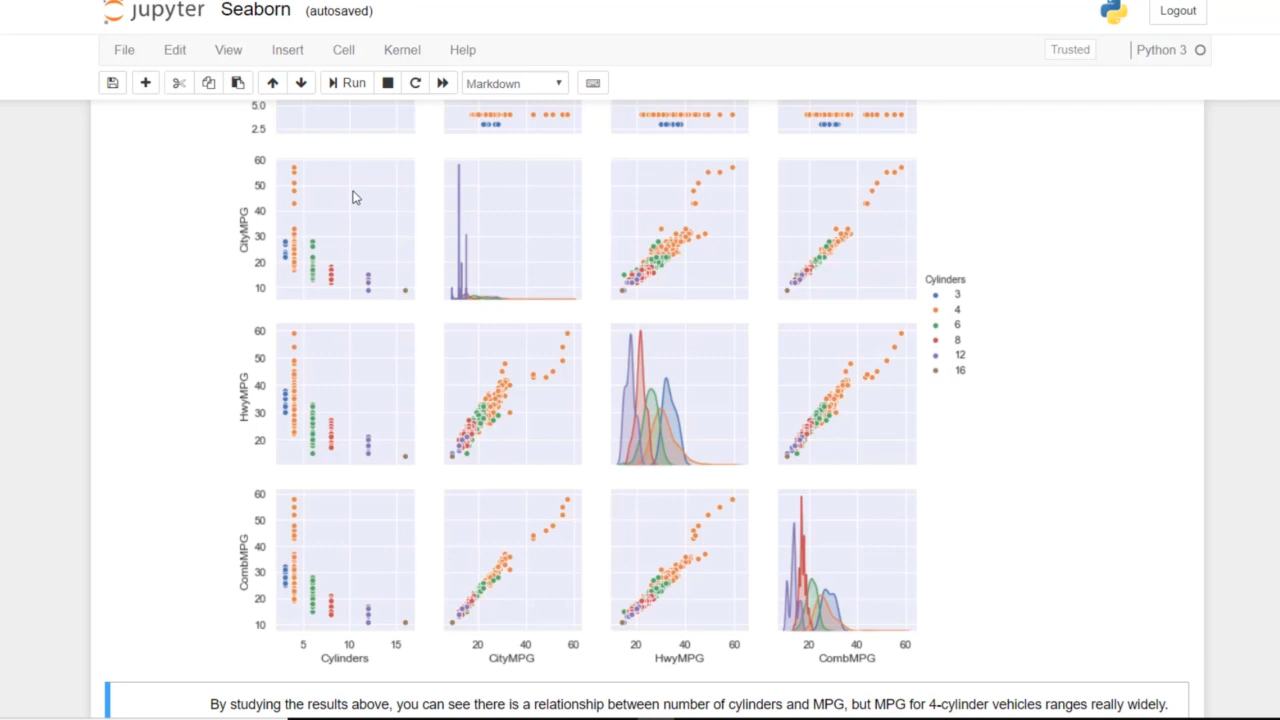 jupyter Seaborn (autosaved) Logout
File Edit View Insert Cell Kernel Help Trusted Python 3
Run Markdown
5.0
2.5
60
50
40
30
20
10
CityMPG
60
50
40
30
20
HwyMPG
Cylinders
3
4
6
8
12
16
60
50
40
30
20
10
CombMPG
5 10 15 20 40 60 20 40 60 20 40 60
Cylinders CityMPG HwyMPG CombMPG
By studying the results above, you can see there is a relationship between number of cylinders and MPG, but MPG for 4-cylinder vehicles ranges really widely.